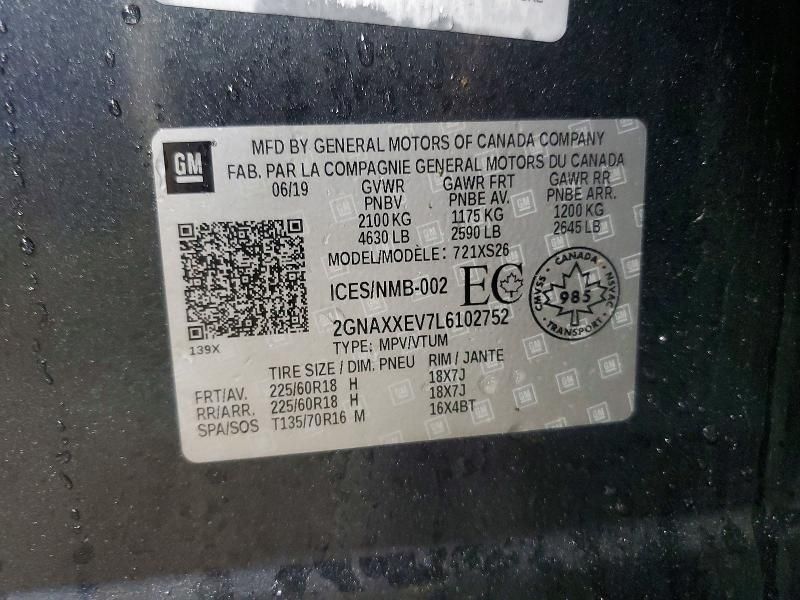 GM
MFD BY GENERAL MOTORS OF CANADA COMPANY
FAB. PAR LA COMPAGNIE GENERAL MOTORS DU CANADA
06/19 GVWR GAWR FRT GAWR RR
PNBV PNBE AV. PNBE ARR.
2100 KG 1175 KG 1200 KG
4630 LB 2590 LB 2645 LB
MODEL/MODÈLE: 721XS26
ICES/NMB-002 EC
CANADA
CMVSS 985 NSVAC
TRANSPORT
2GNAXXEV7L6102752
139X
TYPE: MPV/VTUM
TIRE SIZE / DIM. PNEU RIM / JANTE
FRT/AV. 225/60R18 H 18X7J
RR/ARR. 225/60R18 H 18X7J
SPA/SOS T135/70R16 M 16X4BT